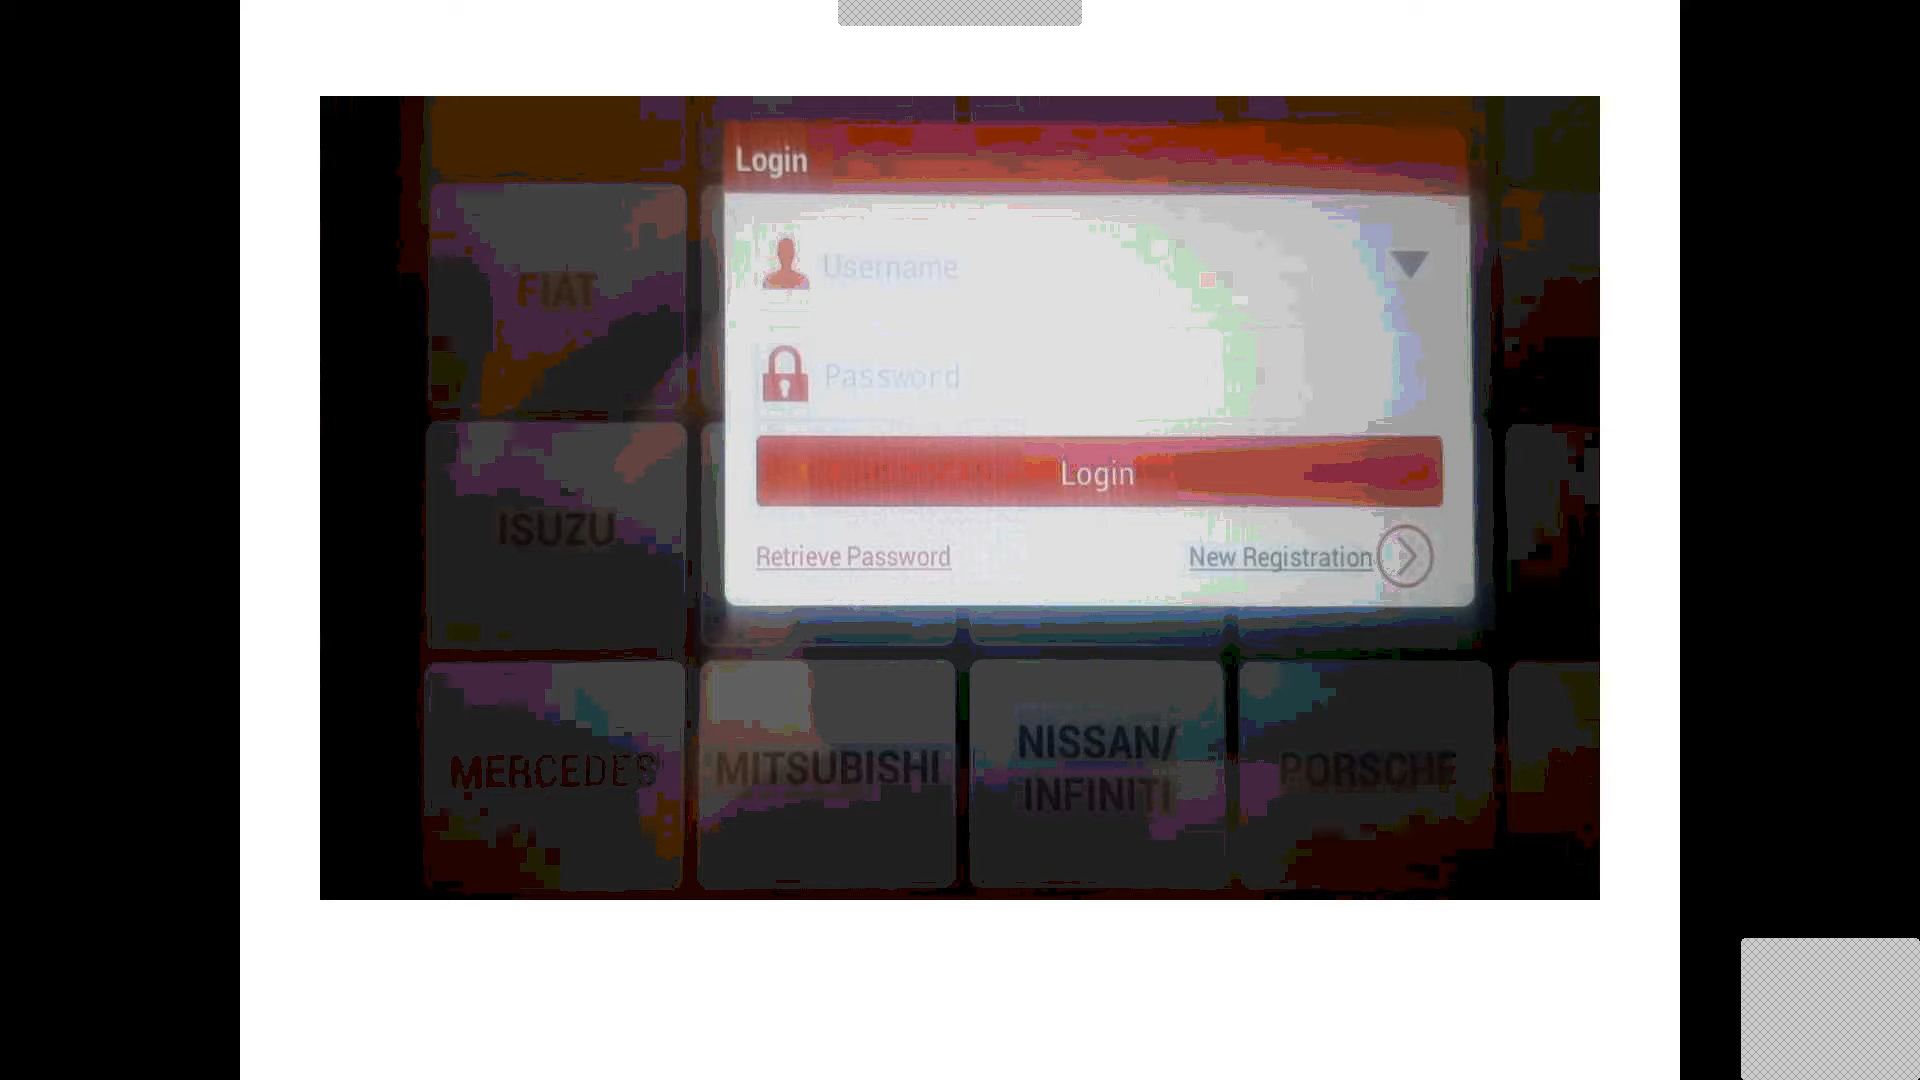 Login
Username
Password
Login
Retrieve Password
New Registration
FIAT
ISUZU
MERCEDES
MITSUBISHI
NISSAN/
INFINITI
PORSCHE